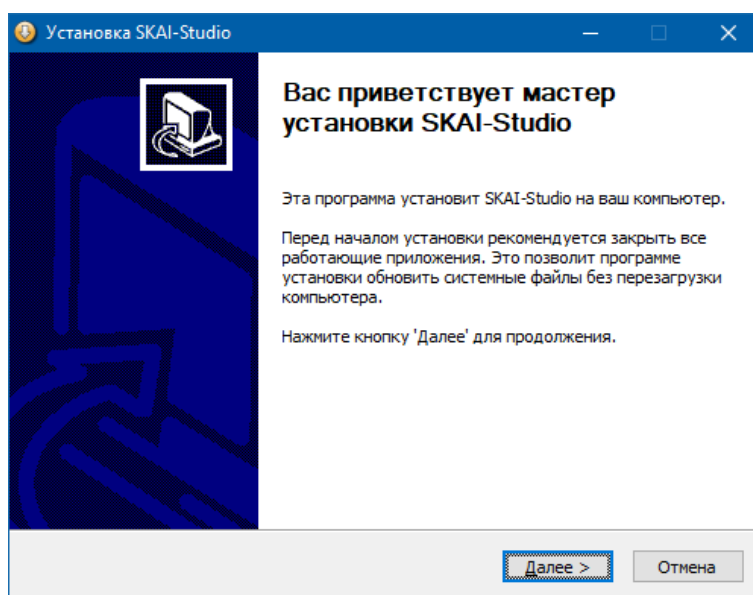 Установка SKAI-Studio
Вас приветствует мастер
установки SKAI-Studio
Эта программа установит SKAI-Studio на ваш компьютер.
Перед началом установки рекомендуется закрыть все
работающие приложения. Это позволит программе
установки обновить системные файлы без перезагрузки
компьютера.
Нажмите кнопку 'Далее' для продолжения.
Далее >
Отмена